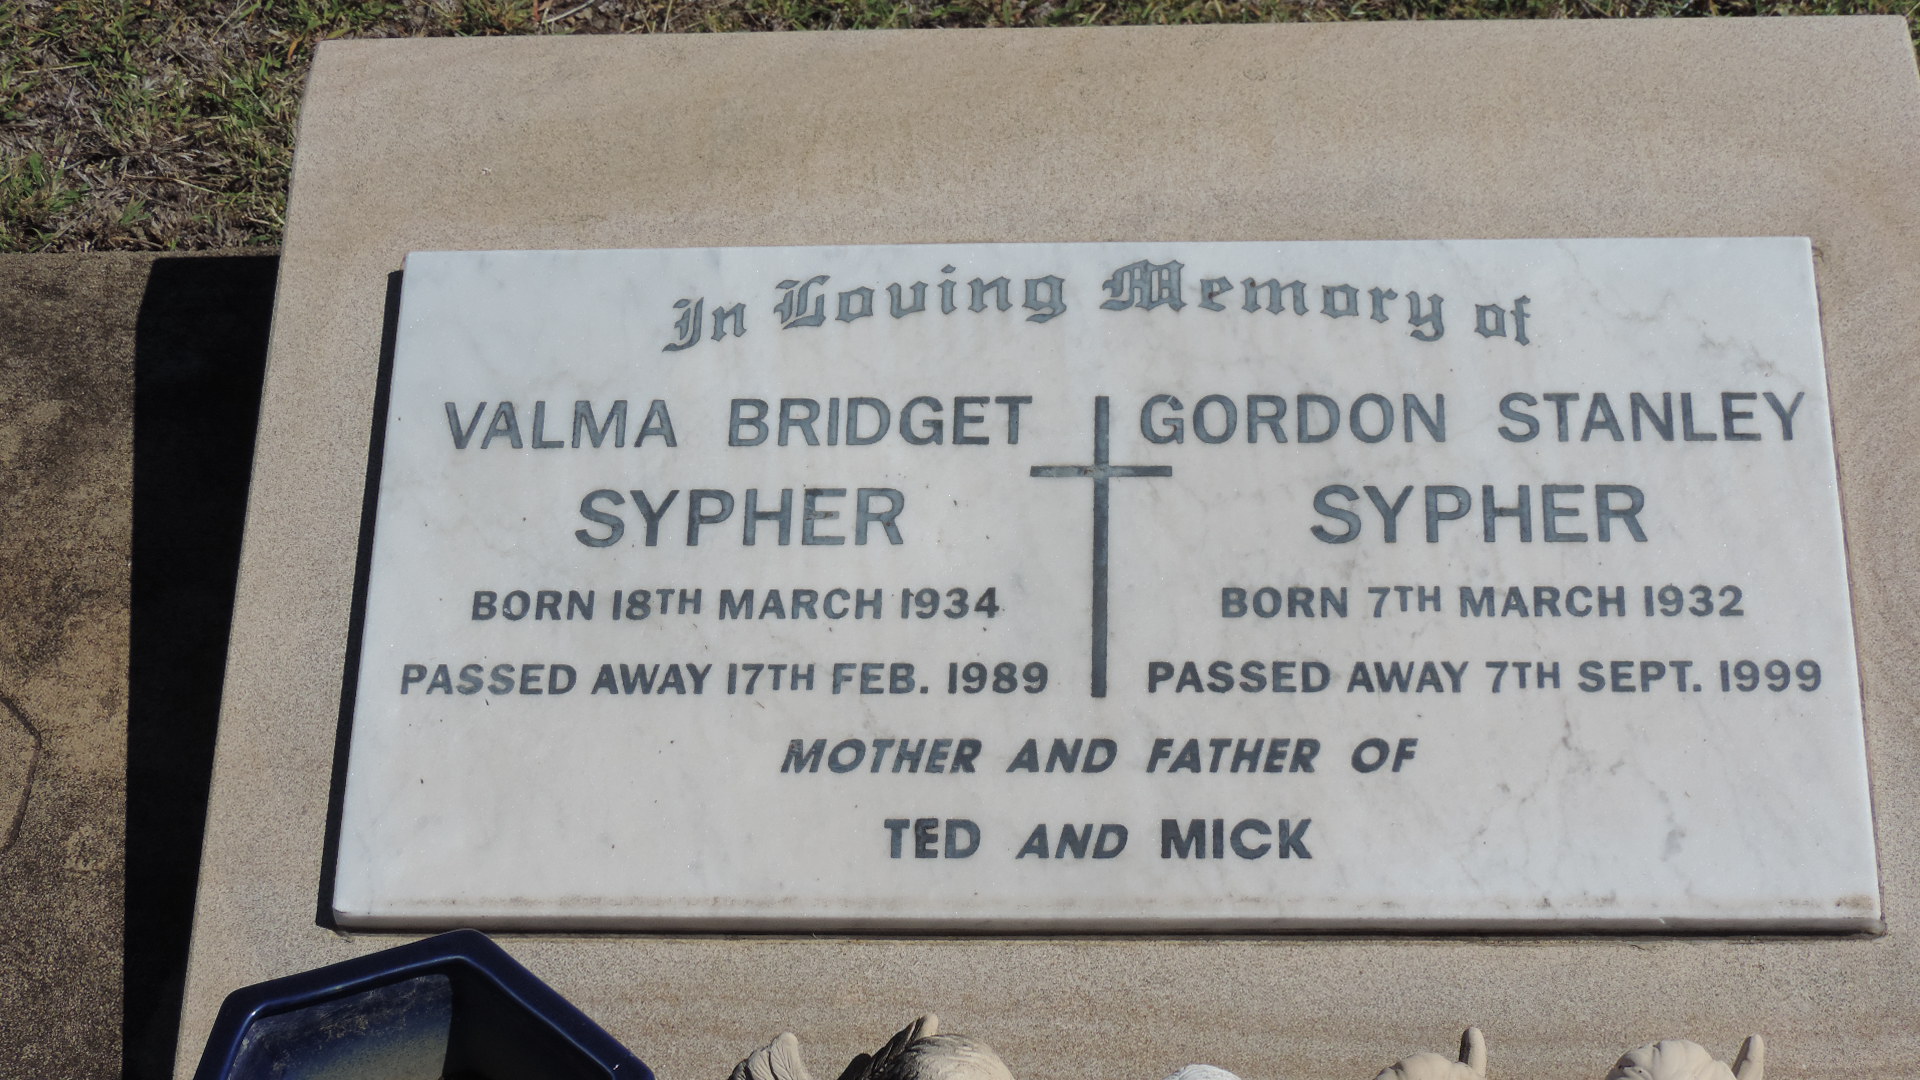 In Loving Memory of
VALMA BRIDGET
SYPHER
BORN 18TH MARCH 1934
PASSED AWAY 17TH FEB. 1989
GORDON STANLEY
SYPHER
BORN 7TH MARCH 1932
PASSED AWAY 7TH SEPT. 1999
MOTHER AND FATHER OF
TED AND MICK